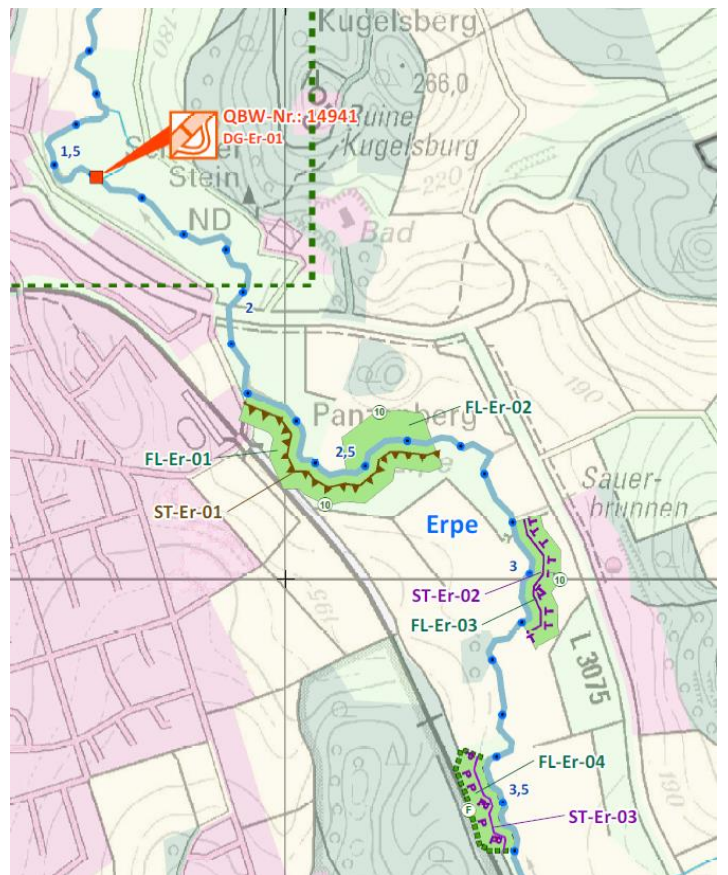 Kugelsberg
266,0
QBW-Nr.: 14941
DG-Er-01
Ruine
Kugelsburg
1,5
Stein
220
ND
Bad
2
190
Panzenberg
10
FL-Er-02
FL-Er-01
2,5
ST-Er-01
10
Sauer-
brunnen
Erpe
3
10
ST-Er-02
195
FL-Er-03
L 3075
FL-Er-04
3,5
F
ST-Er-03
190